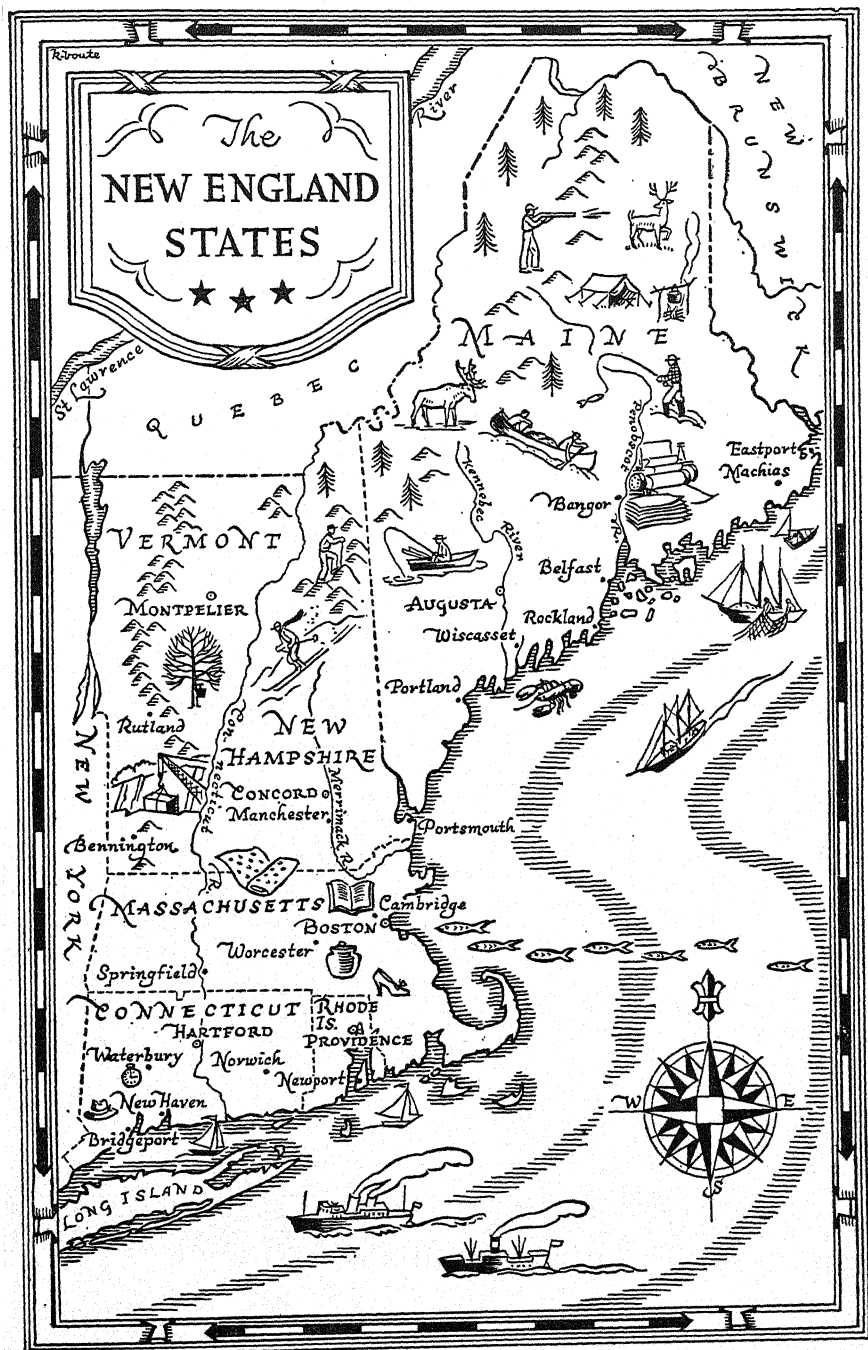 The
NEW ENGLAND
STATES
River
NEW
BRUNSWICK
St Lawrence
QUEBEC
MAINE
Penobscot R.
Kennebec River
Eastport
Machias
Bangor
Belfast
AUGUSTA
Rockland
Wiscasset
Portland
VERMONT
MONTPELIER
Rutland
Bennington
NEW YORK
Connecticut R.
NEW
HAMPSHIRE
CONCORD
Manchester
Merrimack R.
Portsmouth
MASSACHUSETTS
Cambridge
BOSTON
Worcester
Springfield
CONNECTICUT
HARTFORD
Waterbury
Norwich
New Haven
Bridgeport
RHODE
IS.
PROVIDENCE
Newport
LONG ISLAND
W
E
S